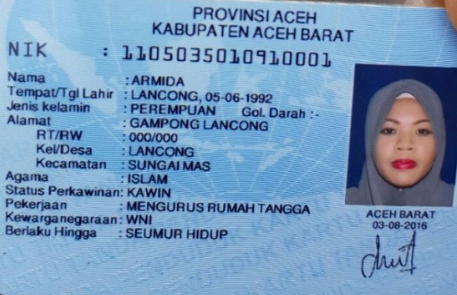 PROVINSI ACEH
KABUPATEN ACEH BARAT
NIK : 1105035010910001
Nama : ARMIDA
Tempat/Tgl Lahir : LANCONG, 05-06-1992
Jenis kelamin : PEREMPUAN Gol. Darah :-
Alamat : GAMPONG LANCONG
RT/RW : 000/000
Kel/Desa : LANCONG
Kecamatan : SUNGAI MAS
Agama : ISLAM
Status Perkawinan: KAWIN
Pekerjaan : MENGURUS RUMAH TANGGA
Kewarganegaraan: WNI
Berlaku Hingga : SEUMUR HIDUP
ACEH BARAT
03-08-2016